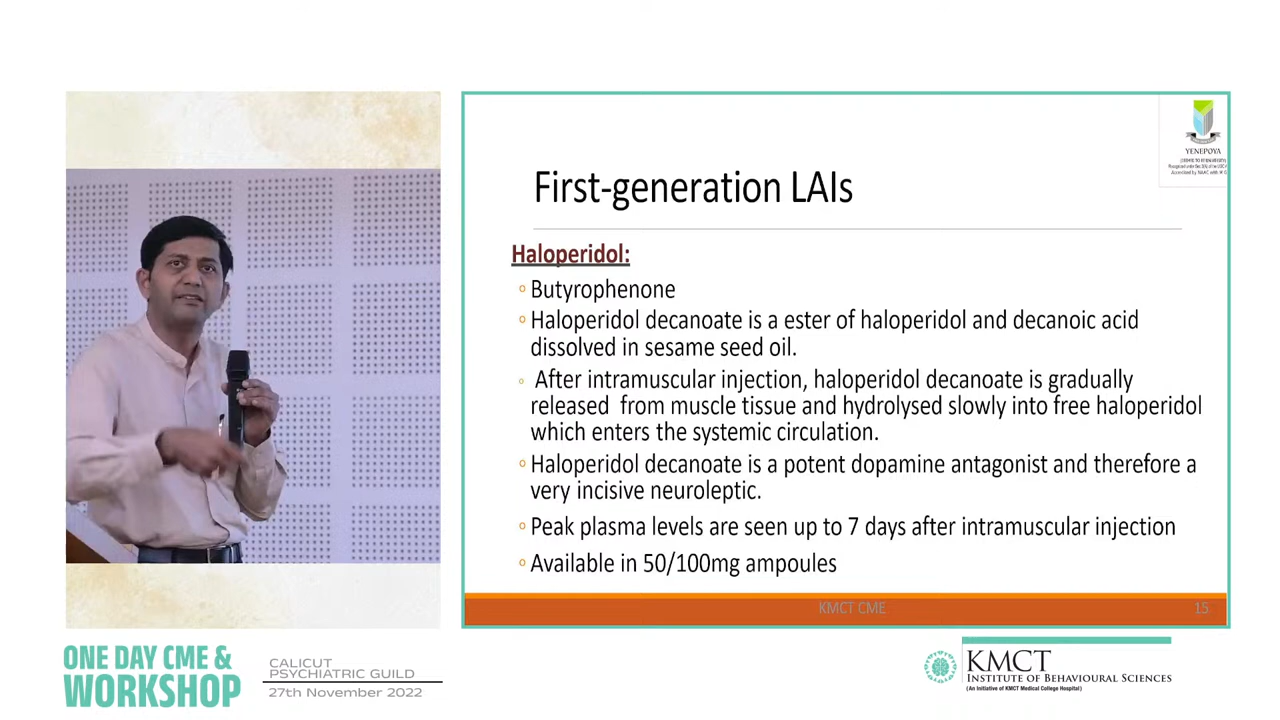 YENEPOYA
First-generation LAIs
Haloperidol:
◦ Butyrophenone
◦ Haloperidol decanoate is a ester of haloperidol and decanoic acid
dissolved in sesame seed oil.
◦ After intramuscular injection, haloperidol decanoate is gradually
released from muscle tissue and hydrolysed slowly into free haloperidol
which enters the systemic circulation.
◦ Haloperidol decanoate is a potent dopamine antagonist and therefore a
very incisive neuroleptic.
◦ Peak plasma levels are seen up to 7 days after intramuscular injection
◦ Available in 50/100mg ampoules
KMCT CME 15
ONE DAY CME &
WORKSHOP
CALICUT
PSYCHIATRIC GUILD
27th November 2022
KMCT
INSTITUTE OF BEHAVIOURAL SCIENCES
(An Initiative of KMCT Medical College Hospital)